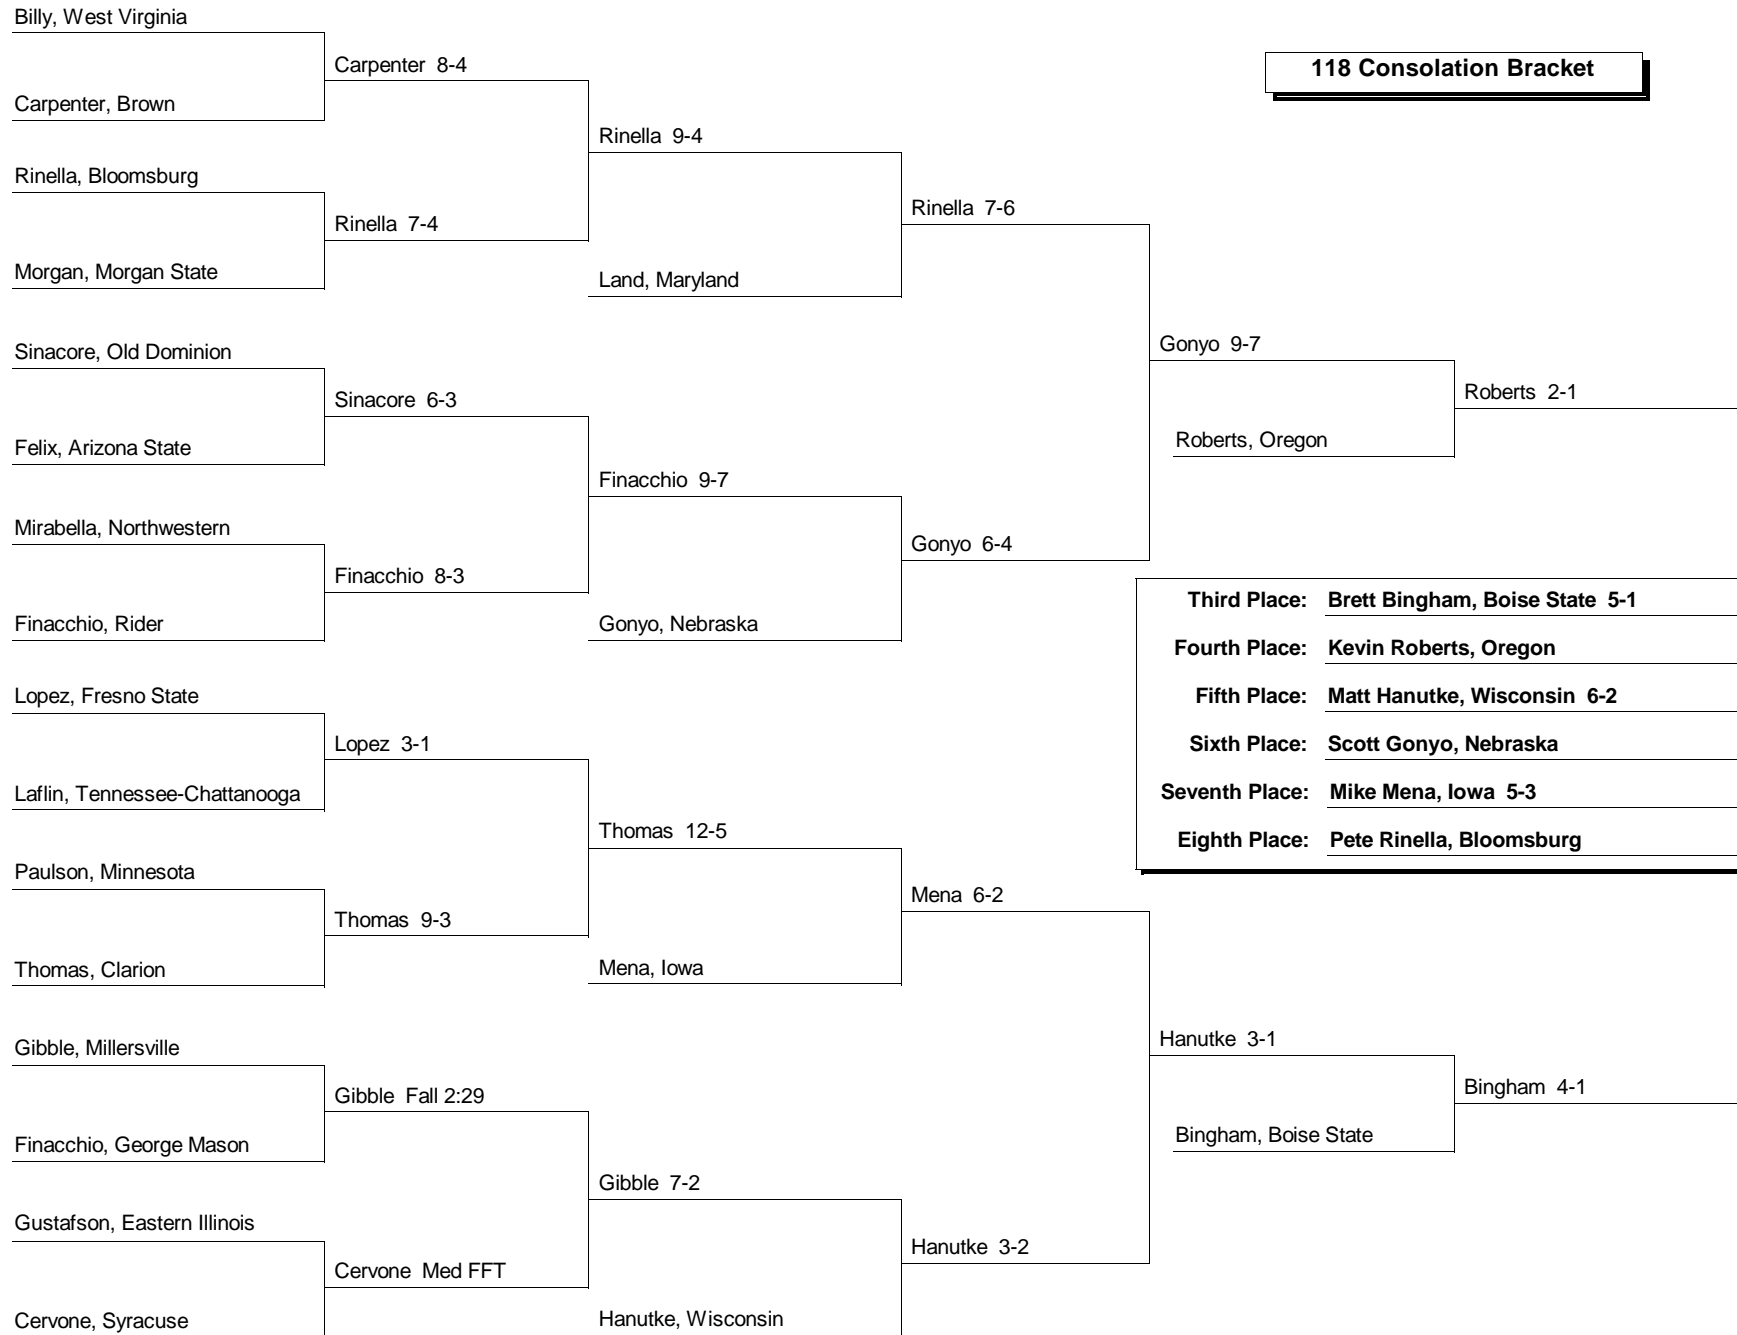 Billy, West Virginia
118 Consolation Bracket
Carpenter 8-4
Carpenter, Brown
Rinella 9-4
Rinella, Bloomsburg
Rinella 7-6
Rinella 7-4
Morgan, Morgan State
Land, Maryland
Sinacore, Old Dominion
Gonyo 9-7
Sinacore 6-3
Roberts 2-1
Felix, Arizona State
Roberts, Oregon
Finacchio 9-7
Mirabella, Northwestern
Gonyo 6-4
Finacchio 8-3
Finacchio, Rider
Gonyo, Nebraska
Third Place: Brett Bingham, Boise State 5-1
Fourth Place: Kevin Roberts, Oregon
Fifth Place: Matt Hanutke, Wisconsin 6-2
Sixth Place: Scott Gonyo, Nebraska
Seventh Place: Mike Mena, Iowa 5-3
Eighth Place: Pete Rinella, Bloomsburg
Lopez, Fresno State
Lopez 3-1
Laflin, Tennessee-Chattanooga
Thomas 12-5
Paulson, Minnesota
Mena 6-2
Thomas 9-3
Thomas, Clarion
Mena, Iowa
Gibble, Millersville
Hanutke 3-1
Gibble Fall 2:29
Bingham 4-1
Finacchio, George Mason
Bingham, Boise State
Gibble 7-2
Gustafson, Eastern Illinois
Hanutke 3-2
Cervone Med FFT
Cervone, Syracuse
Hanutke, Wisconsin